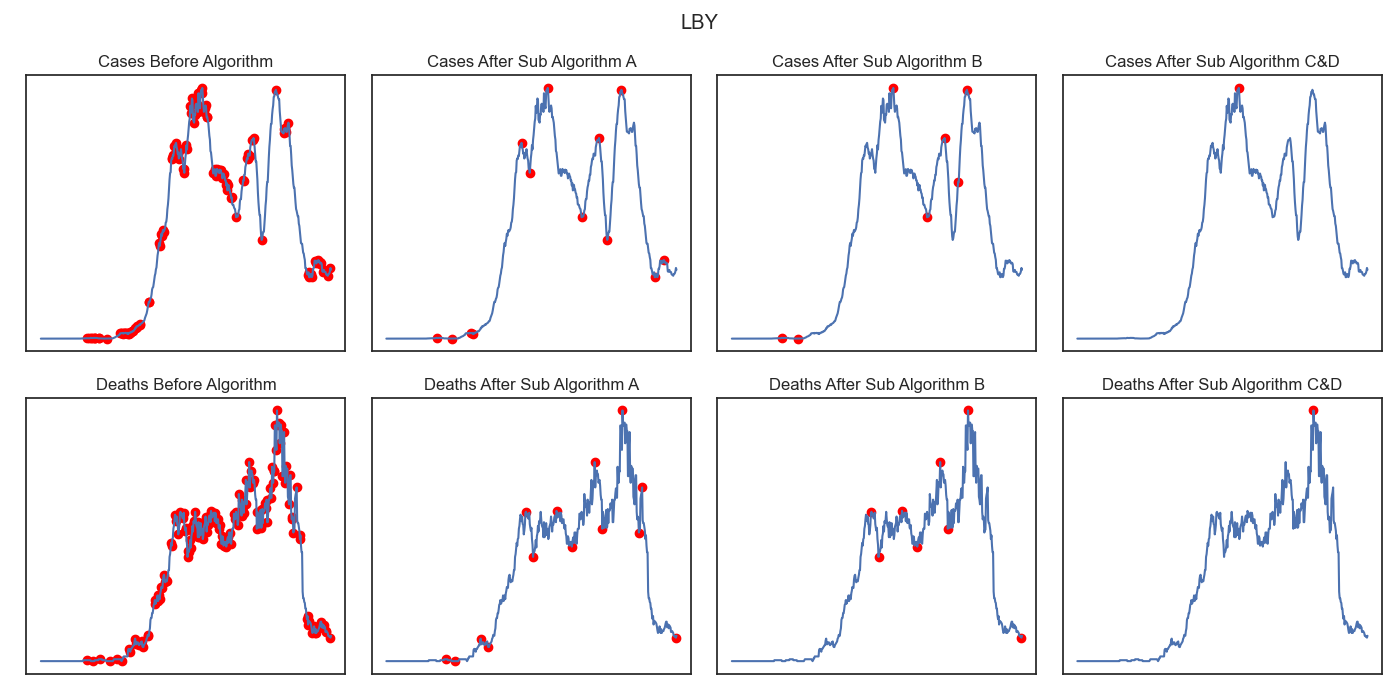 LBY
Cases Before Algorithm
Cases After Sub Algorithm A
Cases After Sub Algorithm B
Cases After Sub Algorithm C&D
Deaths Before Algorithm
Deaths After Sub Algorithm A
Deaths After Sub Algorithm B
Deaths After Sub Algorithm C&D